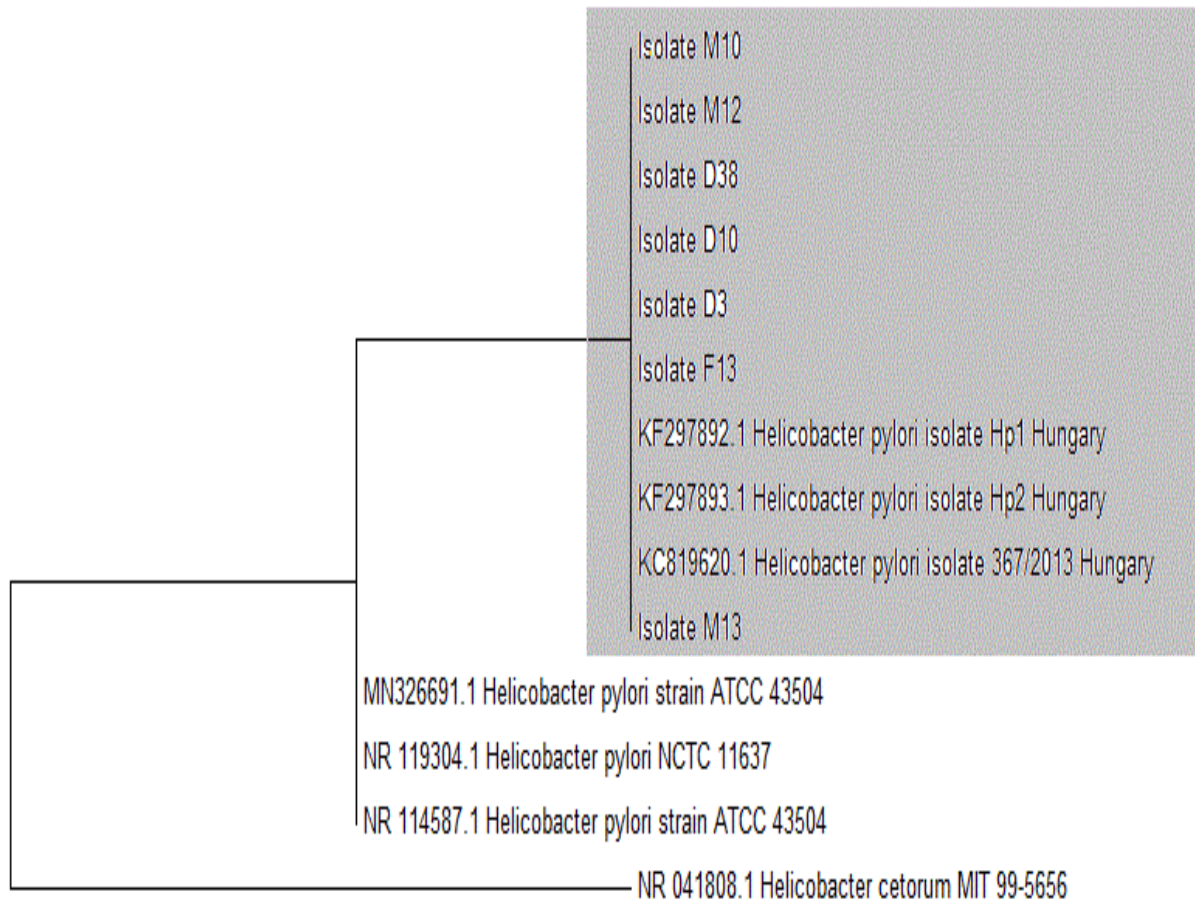 Isolate M10
Isolate M12
Isolate D38
Isolate D10
Isolate D3
Isolate F13
KF297892.1 Helicobacter pylori isolate Hp1 Hungary
KF297893.1 Helicobacter pylori isolate Hp2 Hungary
KC819620.1 Helicobacter pylori isolate 367/2013 Hungary
Isolate M13
MN326691.1 Helicobacter pylori strain ATCC 43504
NR 119304.1 Helicobacter pylori NCTC 11637
NR 114587.1 Helicobacter pylori strain ATCC 43504
NR 041808.1 Helicobacter cetorum MIT 99-5656